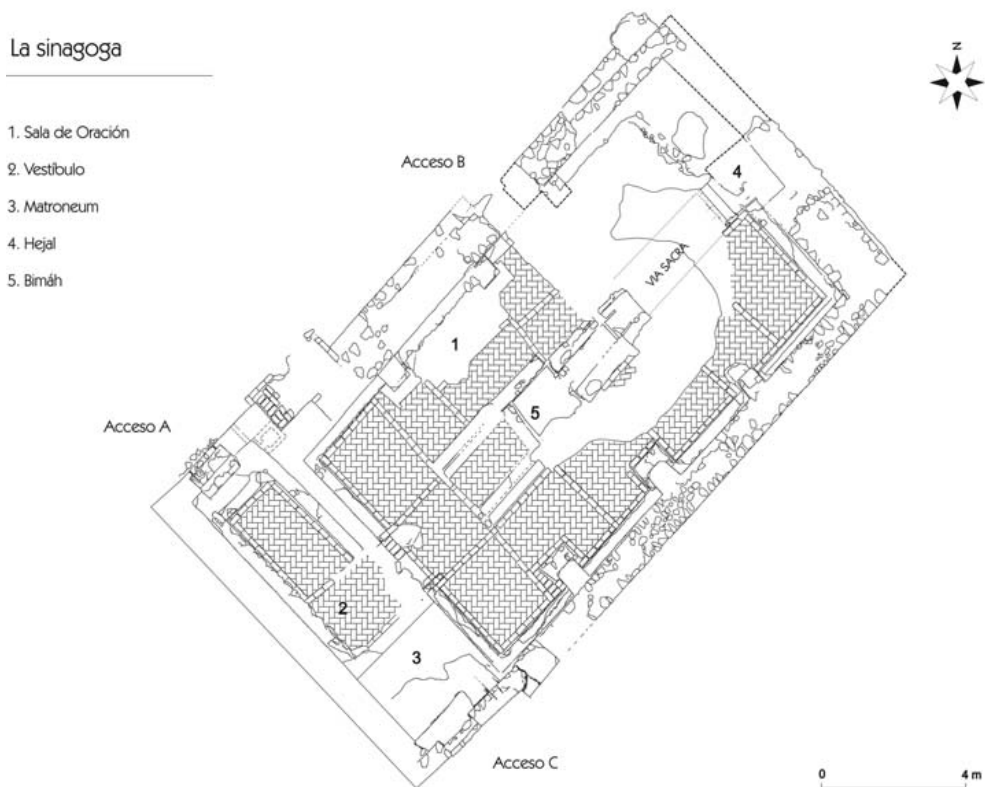 La sinagoga
1. Sala de Oración
2. Vestíbulo
3. Matroneum
4. Hejal
5. Bimáh
N
Acceso B
4
VIA SACRA
1
5
Acceso A
2
3
Acceso C
0 4 m